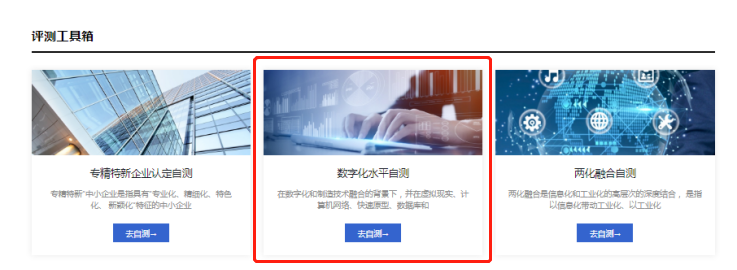 评测工具箱
专精特新企业认定自测
专精特新"中小企业是指具有"专业化、精细化、特色
化、新颖化"特征的中小企业
去自测→
数字化水平自测
在数字化和制造技术融合的背景下，并在虚拟现实、计
算机网络、快速原型、数据库和
去自测→
两化融合自测
两化融合是信息化和工业化的高层次的深度结合，是指
以信息化带动工业化、以工业化
去自测→